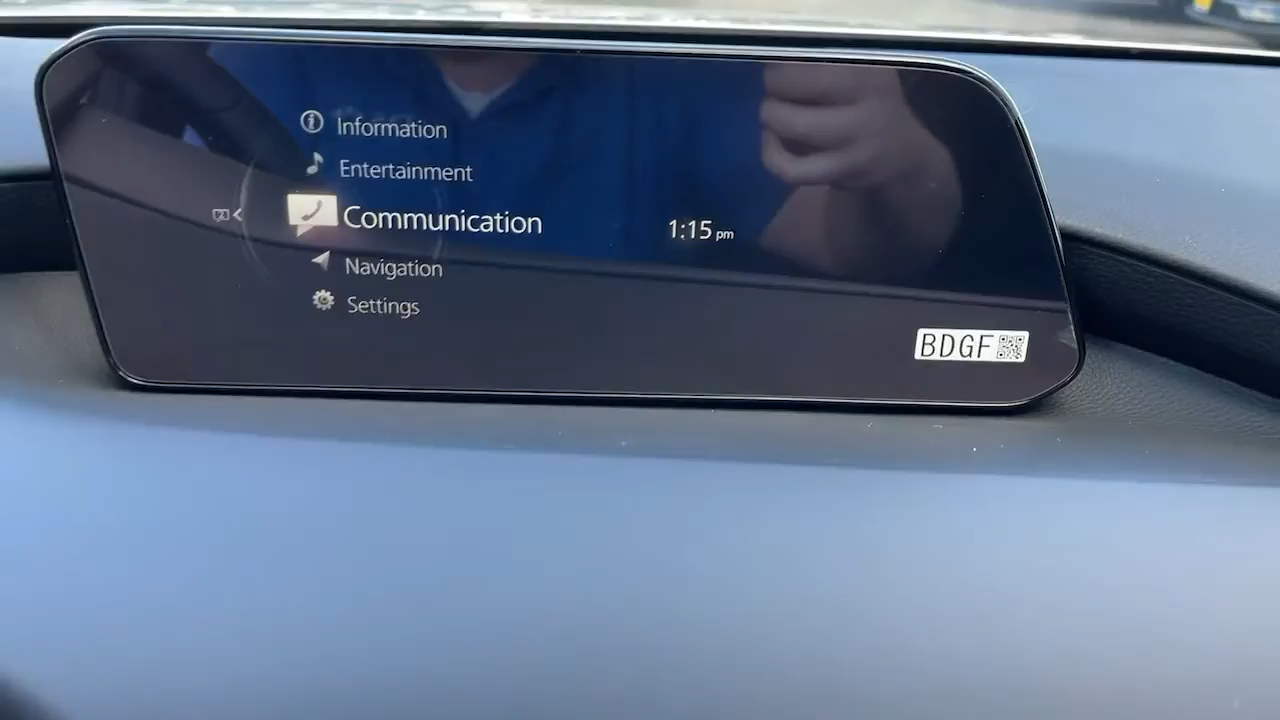 Information
Entertainment
Communication
1:15 pm
Navigation
Settings
BDGF